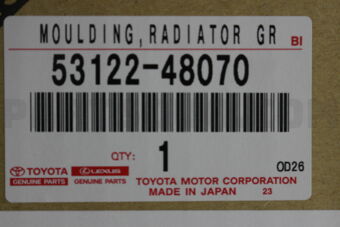 MOULDING, RADIATOR GR BI
53122-48070
QTY: 1 OD26
TOYOTA LEXUS
GENUINE PARTS GENUINE PARTS
TOYOTA MOTOR CORPORATION
MADE IN JAPAN 23